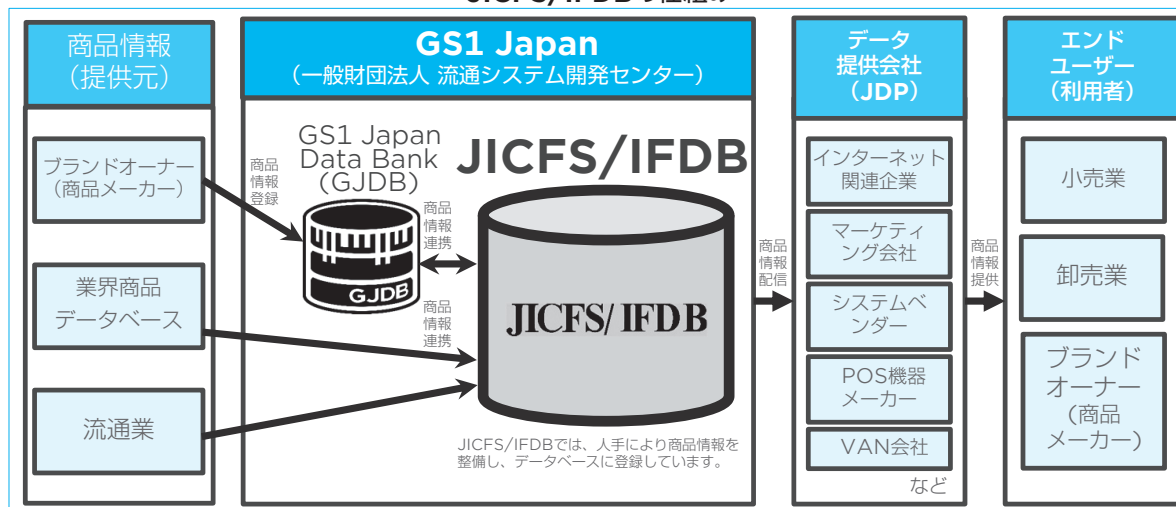 JICFS/IFDBの仕組み
商品情報
（提供元）
ブランドオーナー
（商品メーカー）
業界商品
データベース
流通業
GS1 Japan
（一般財団法人 流通システム開発センター）
商品
情報
登録
GS1 Japan
Data Bank
(GJDB)
GJDB
商品
情報
連携
商品
情報
連携
JICFS/IFDB
JICFS/IFDB
JICFS/IFDBでは、人手により商品情報を
整備し、データベースに登録しています。
商品
情報
配信
データ
提供会社
（JDP）
インターネット
関連企業
マーケティ
ング会社
システムベ
ンダー
POS機器
メーカー
VAN会社
など
商品
情報
提供
エンド
ユーザー
（利用者）
小売業
卸売業
ブランド
オーナー
（商品
メーカー）